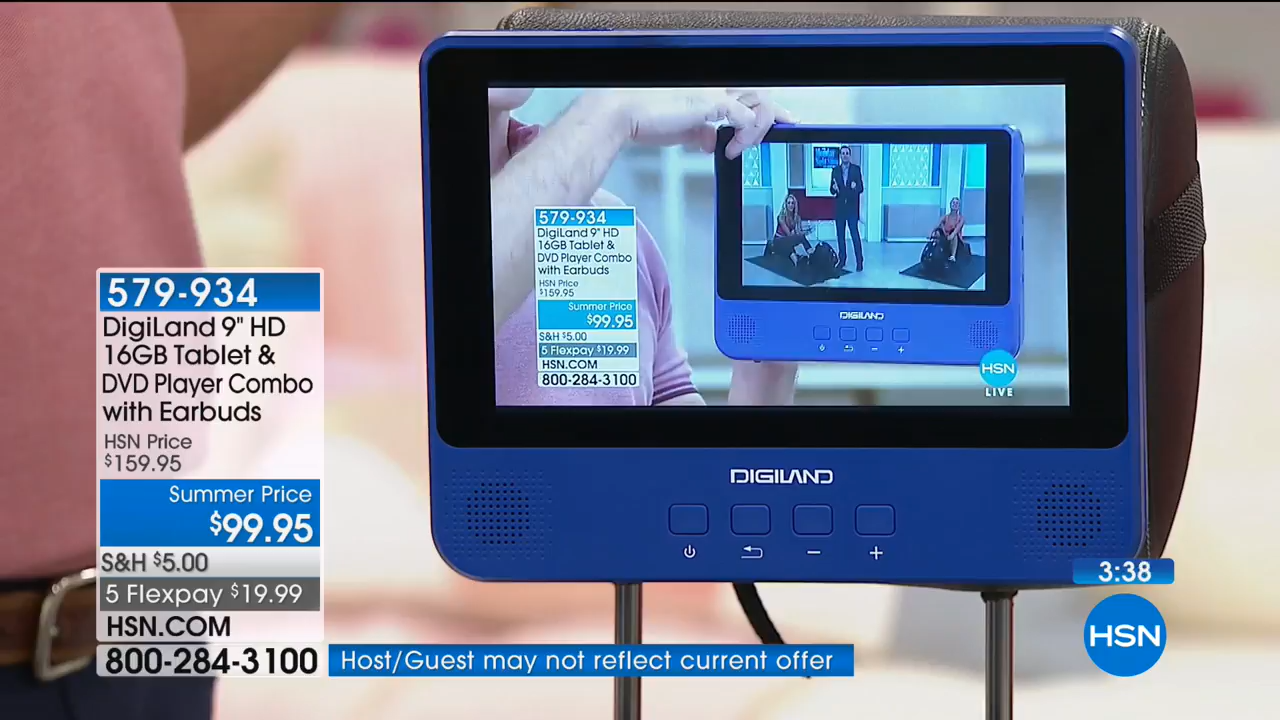 579-934
DigiLand 9" HD
16GB Tablet &
DVD Player Combo
with Earbuds
HSN Price
$159.95
Summer Price
$99.95
S&H $5.00
5 Flexpay $19.99
HSN.COM
800-284-3100
Host/Guest may not reflect current offer
579-934
DigiLand 9" HD
16GB Tablet &
DVD Player Combo
with Earbuds
HSN Price
$159.95
Summer Price
$99.95
S&H $5.00
5 Flexpay $19.99
HSN.COM
800-284-3100
DIGILAND
HSN
LIVE
DIGILAND
3:38
HSN